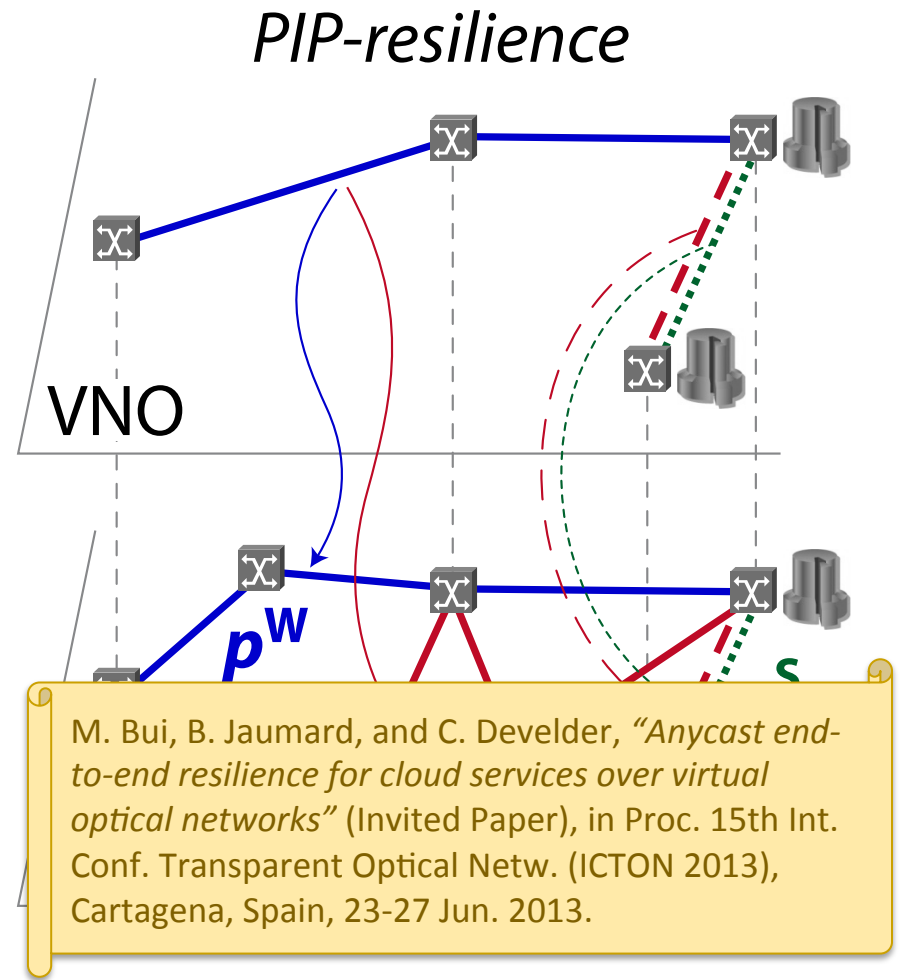 PIP-resilience
VNO
pW
S
M. Bui, B. Jaumard, and C. Develder, “Anycast end-
to-end resilience for cloud services over virtual
optical networks” (Invited Paper), in Proc. 15th Int.
Conf. Transparent Optical Netw. (ICTON 2013),
Cartagena, Spain, 23-27 Jun. 2013.